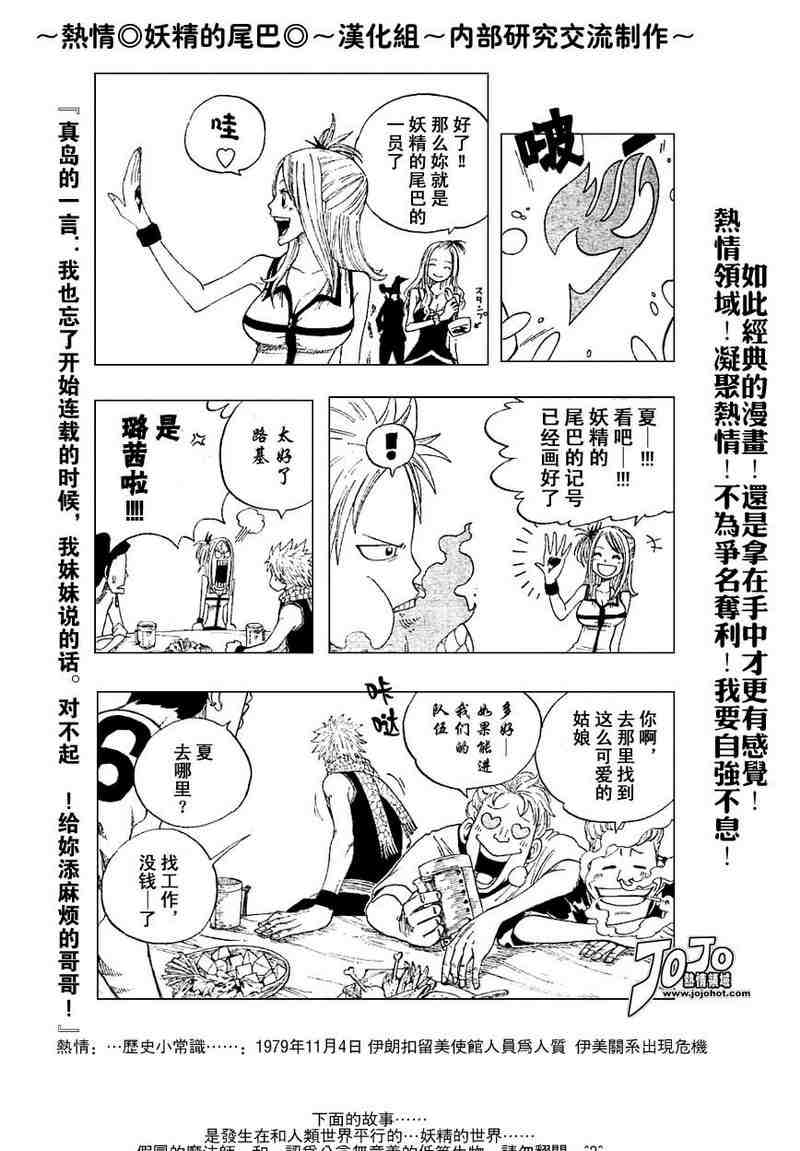 ～熱情◎妖精的尾巴◎～漢化組～内部研究交流制作～
啵
好了!!
那么妳就是
妖精的尾巴的
一员了
哇
♡
スタンプ
如此經典的漫畫！還是拿在手中才更有感覺！
熱情領域！凝聚熱情！不為爭名奪利！我要自強不息！
『真岛的一言：我也忘了开始连载的时候，我妹妹说的话。对不起　！给妳添麻烦的哥哥！』
夏—!!!
看吧—!!!
妖精的
尾巴的记号
已经画好了
！
太好了
路基
是
璐茜啦!!!!
你啊，
去那里找到
这么可爱的
姑娘
多好—
如果能进
我们的
队伍
咔
哒
夏
去哪里？
找工作，
没钱—了
6
JOJO
熱情領域
www.jojohot.com
熱情：…歷史小常識……：1979年11月4日 伊朗扣留美使館人員爲人質 伊美關系出現危機
下面的故事……
是發生在和人類世界平行的…妖精的世界……